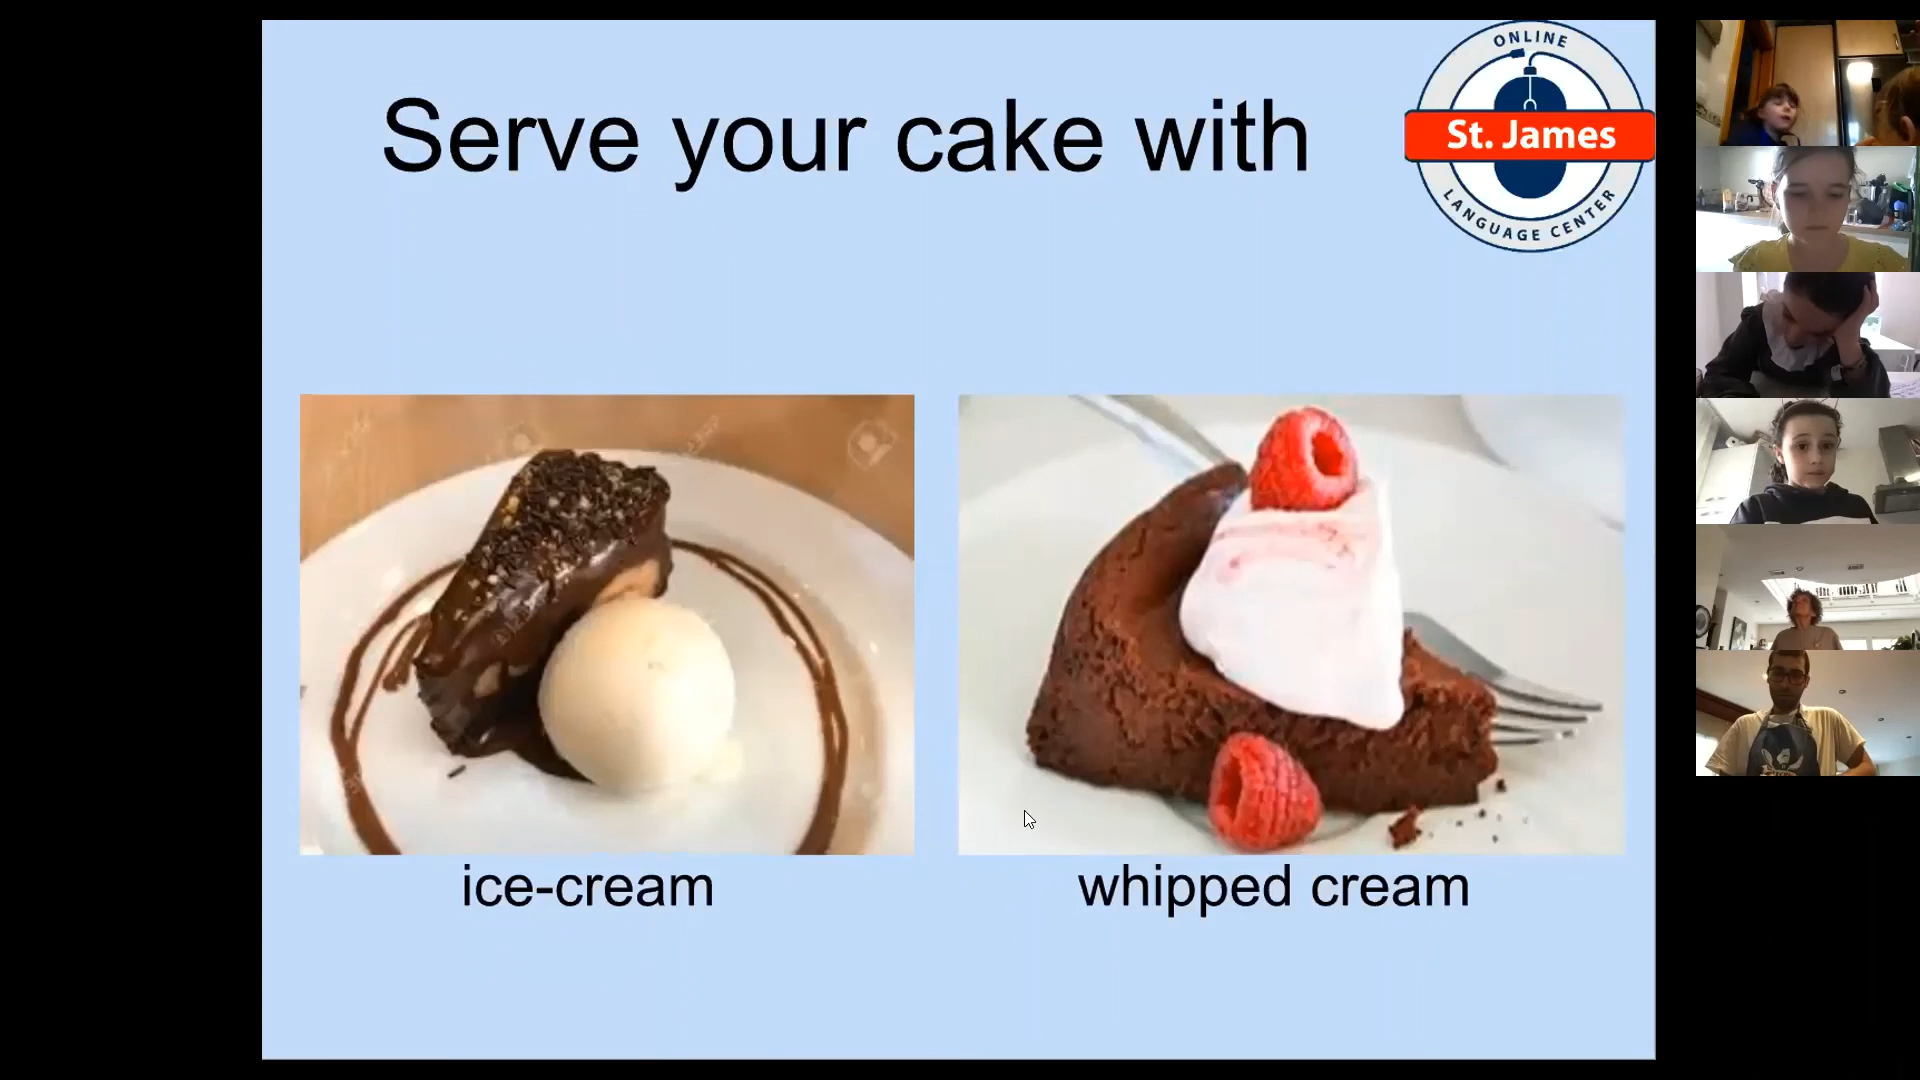 Serve your cake with
ONLINE
St. James
LANGUAGE CENTER
ice-cream
whipped cream